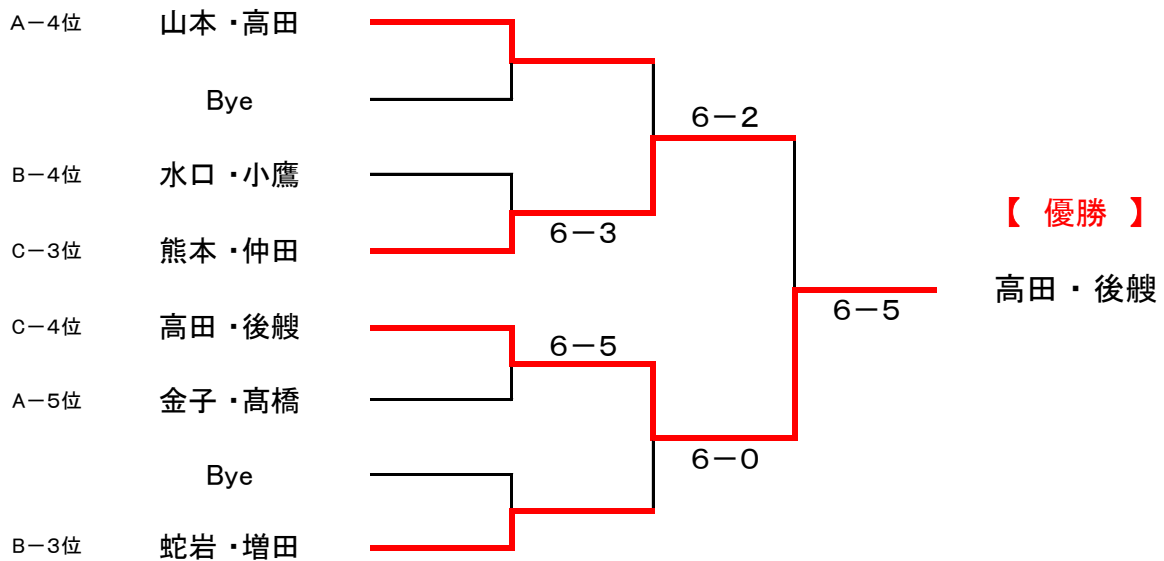 A－4位 山本・高田
Bye
6－2
B－4位 水口・小鷹
【 優勝 】
6－3
C－3位 熊本・仲田
高田・後艘
6－5
C－4位 高田・後艘
6－5
A－5位 金子・髙橋
6－0
Bye
B－3位 蛇岩・増田